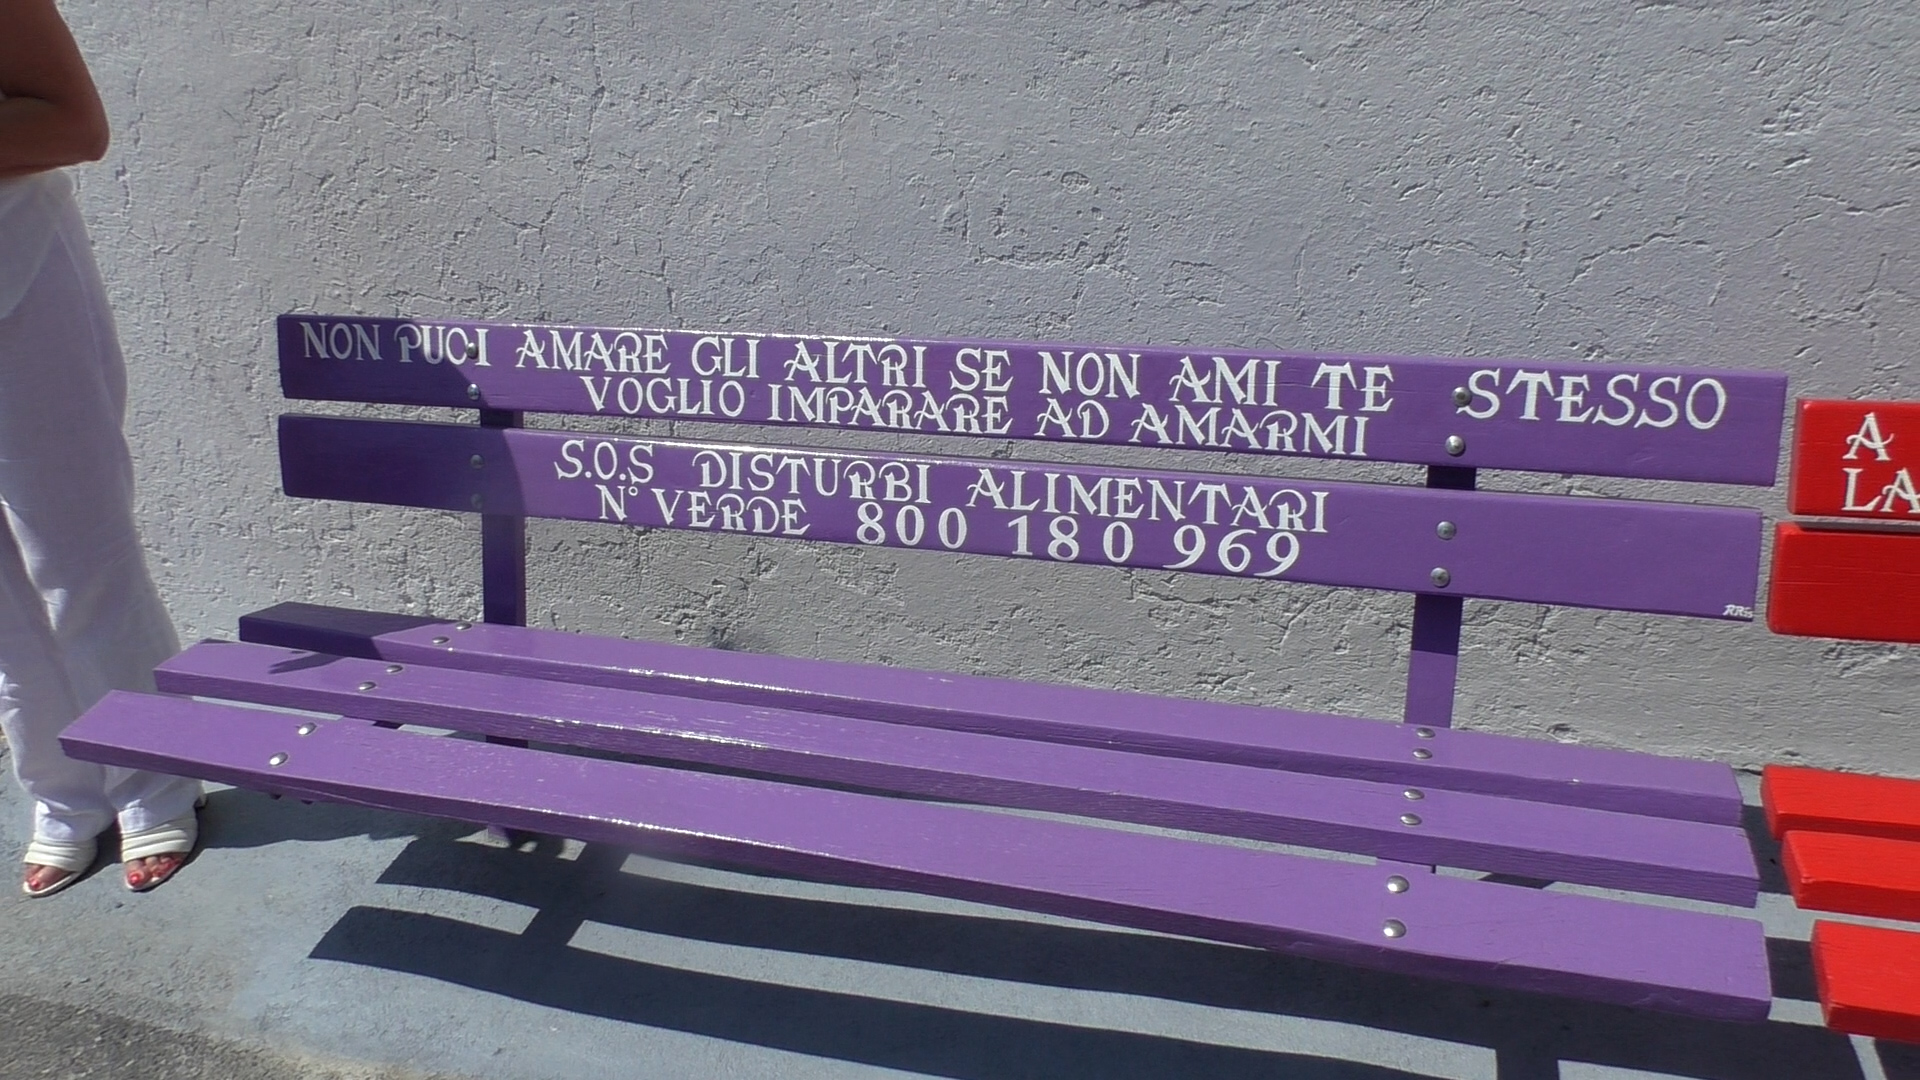 NON PUOI AMARE GLI ALTRI SE NON AMI TE STESSO
VOGLIO IMPARARE AD AMARMI
S.O.S DISTURBI ALIMENTARI
N° VERDE 800 180 969
A
LA